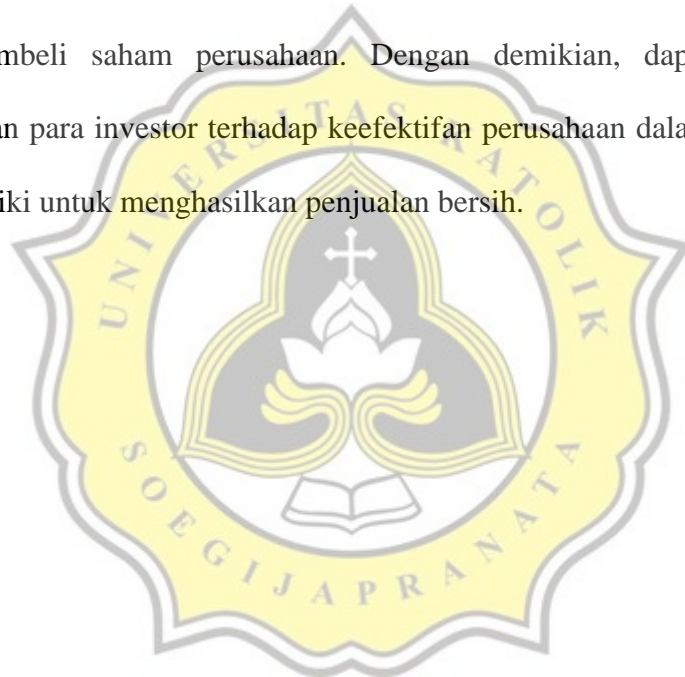 mbeli saham perusahaan. Dengan demikian, dap
an para investor terhadap keefektifan perusahaan dala
iki untuk menghasilkan penjualan bersih.
UNIVERSITAS KATOLIK
SOEGIJAPRANATA